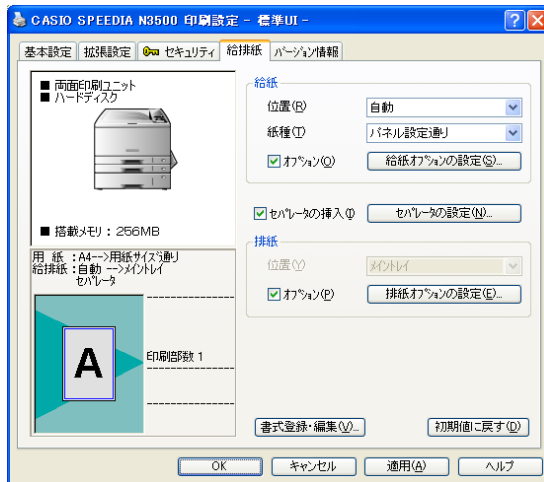 CASIO SPEEDIA N3500 印刷設定 - 標準UI -
基本設定 拡張設定 セキュリティ 給排紙 バージョン情報
■ 両面印刷ユニット
■ ハードディスク
■ 搭載メモリ：256MB
用 紙 ：A4-->用紙サイズ通り
給排紙：自動 -->メイントレイ
セパレータ
A
印刷部数 1
給紙
位置(R) 自動
紙種(T) パネル設定通り
オプション(O) 給紙オプションの設定(S)...
セパレータの挿入(I) セパレータの設定(N)...
排紙
位置(Y) メイントレイ
オプション(P) 排紙オプションの設定(E)...
書式登録・編集(V)... 初期値に戻す(D)
OK キャンセル 適用(A) ヘルプ